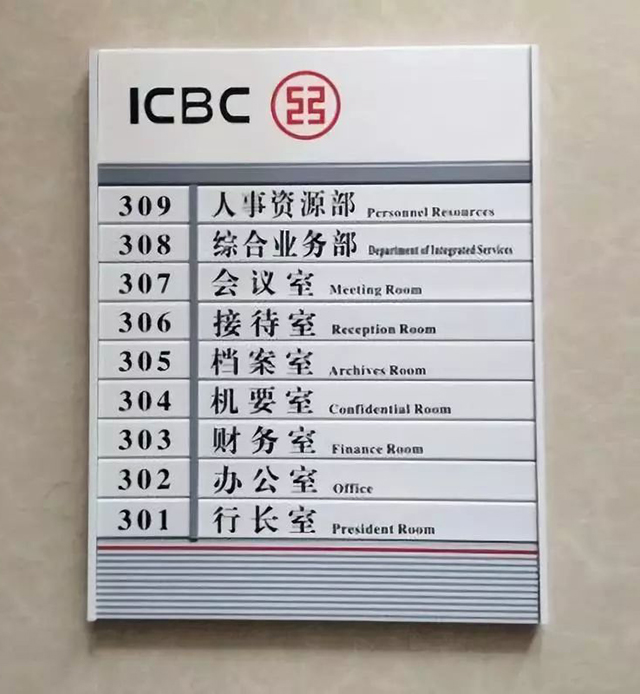 ICBC
309 人事资源部 Personnel Resources
308 综合业务部 Department of Integrated Services
307 会议室 Meeting Room
306 接待室 Reception Room
305 档案室 Archives Room
304 机要室 Confidential Room
303 财务室 Finance Room
302 办公室 Office
301 行长室 President Room